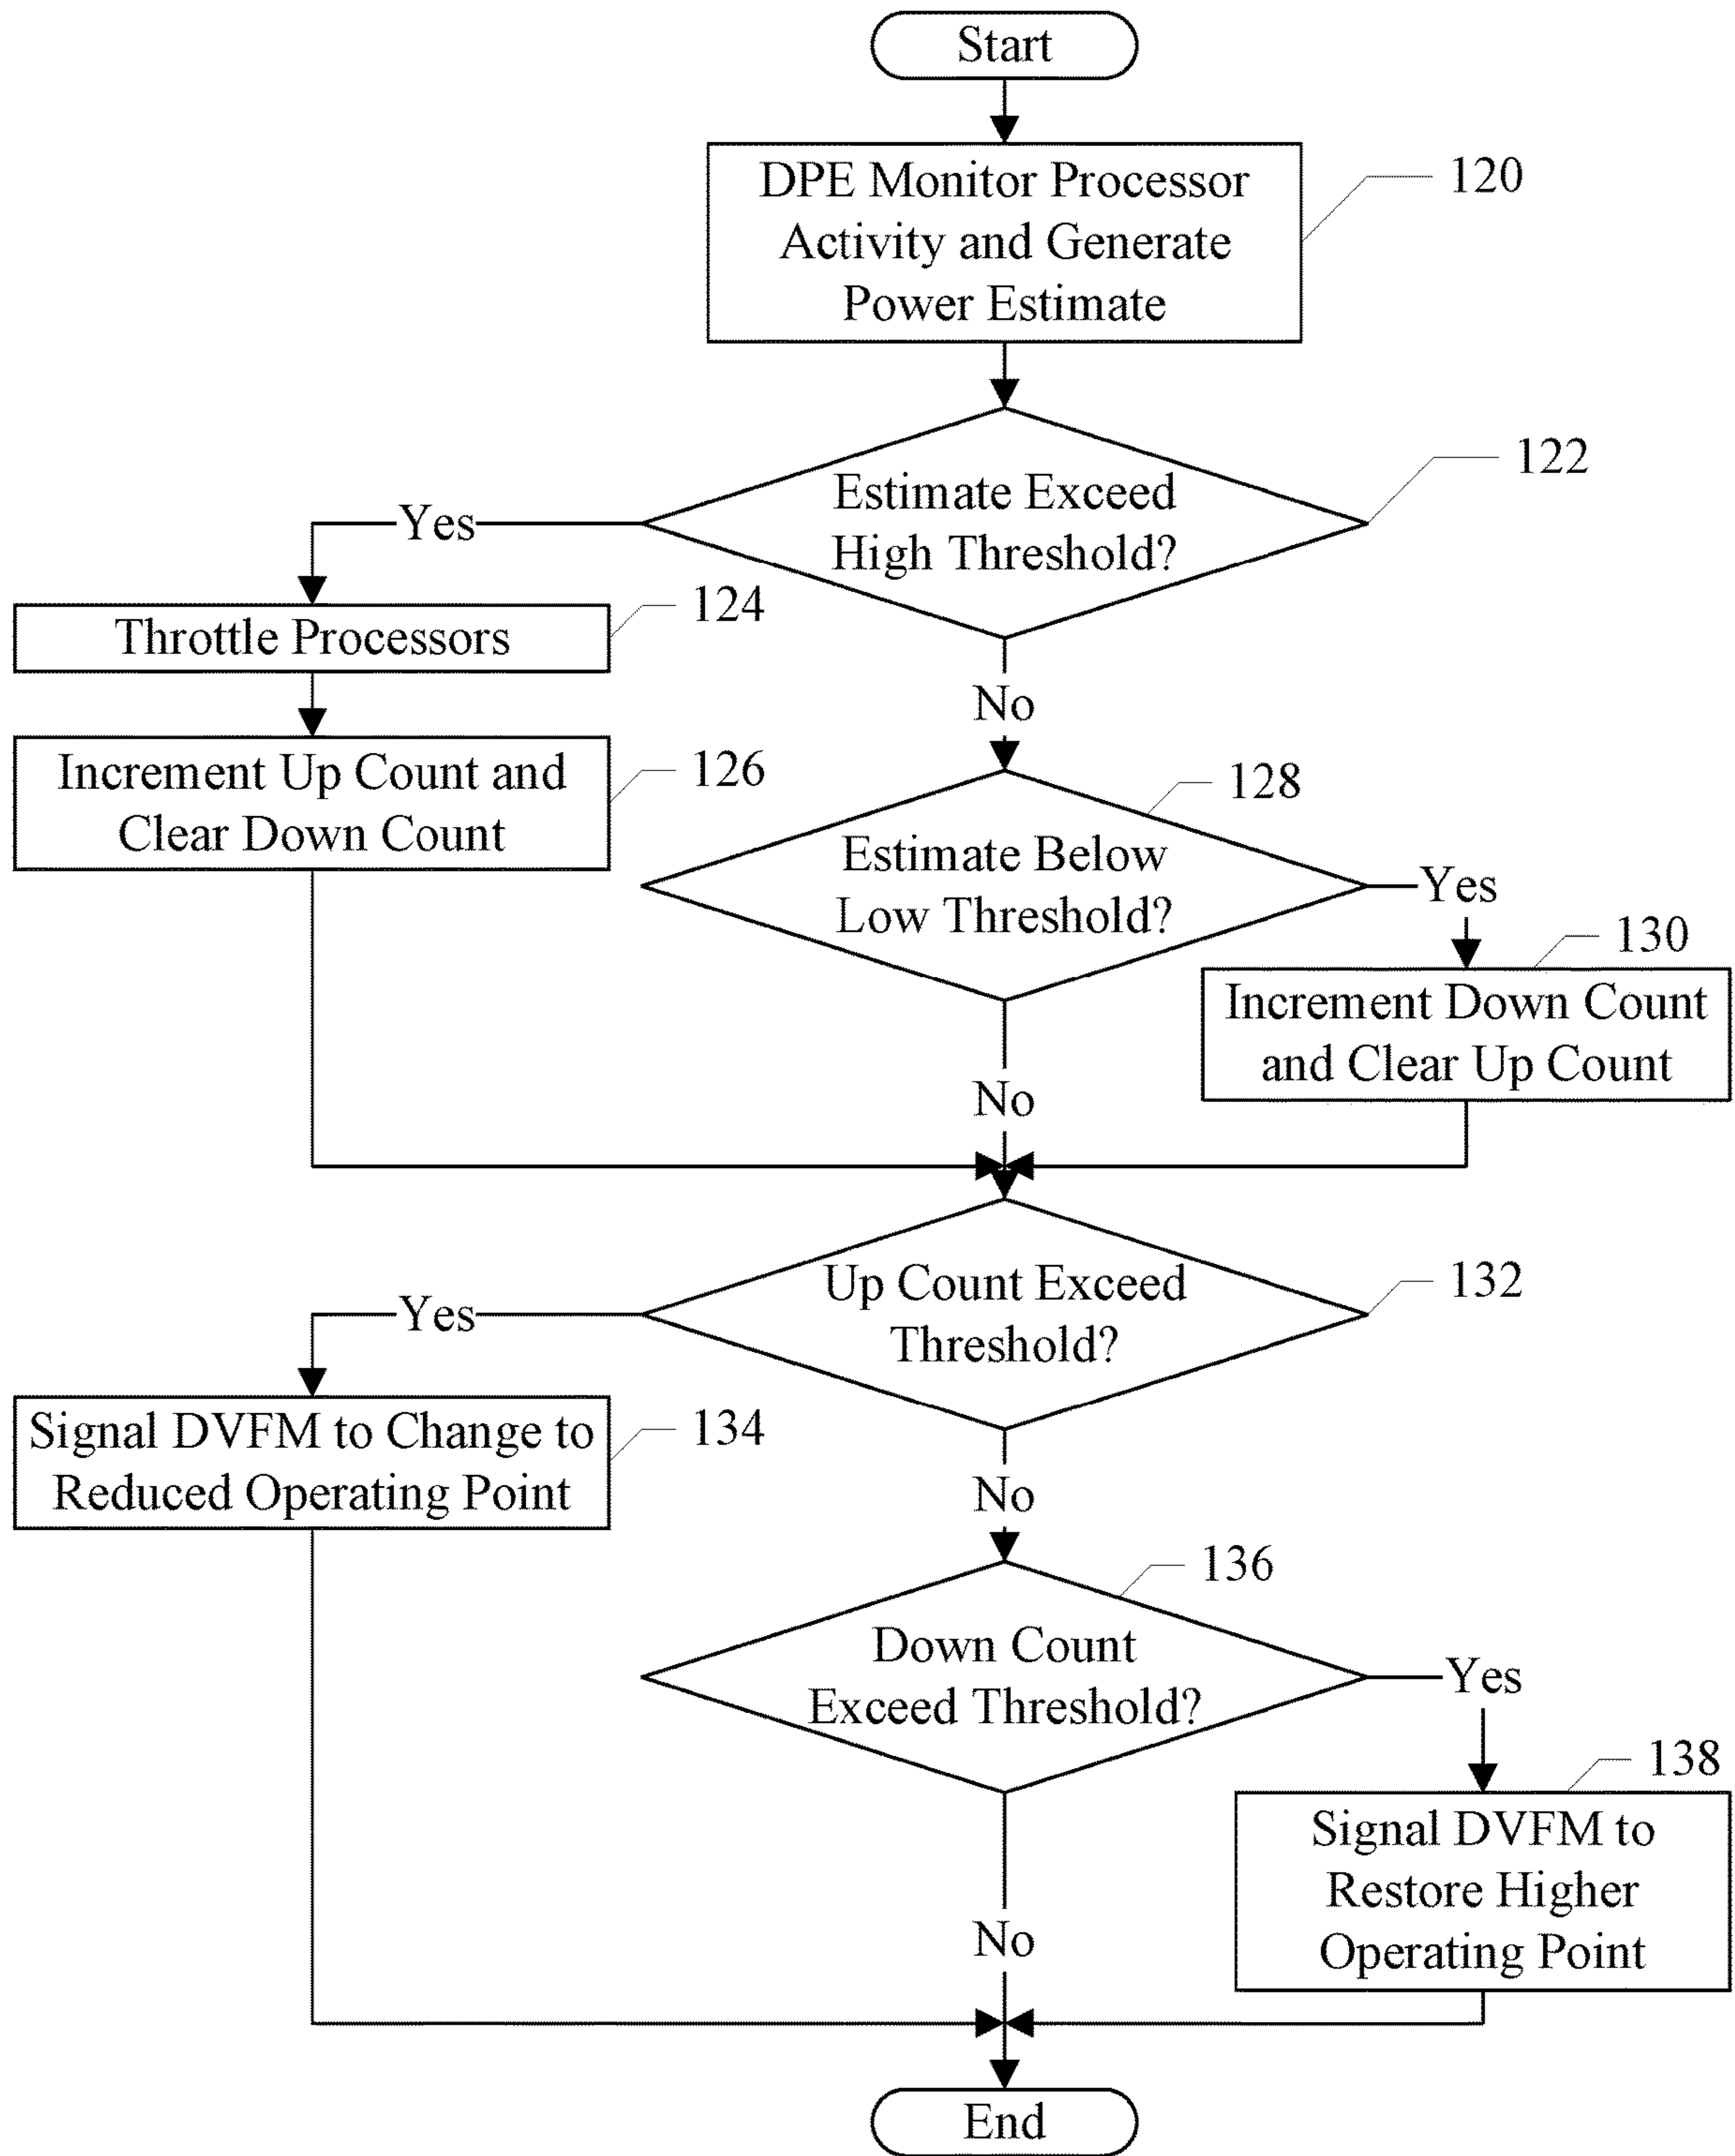 Start
DPE Monitor Processor
Activity and Generate
Power Estimate
120
Estimate Exceed
High Threshold?
122
Yes
Throttle Processors
124
No
Increment Up Count and
Clear Down Count
126
Estimate Below
Low Threshold?
128
Yes
Increment Down Count
and Clear Up Count
130
No
Up Count Exceed
Threshold?
132
Yes
Signal DVFM to Change to
Reduced Operating Point
134
No
Down Count
Exceed Threshold?
136
Yes
Signal DVFM to
Restore Higher
Operating Point
138
No
End